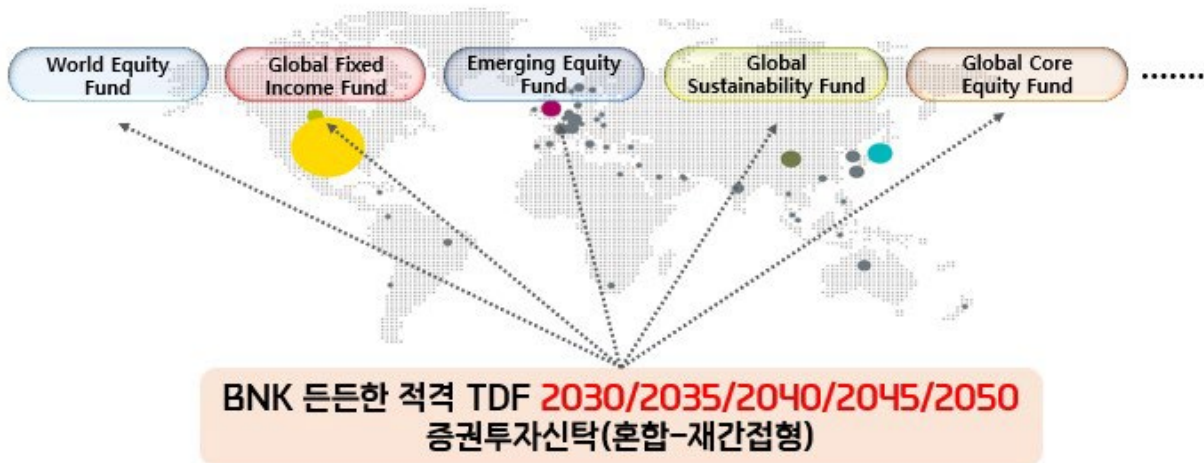 World Equity
Fund
Global Fixed
Income Fund
Emerging Equity
Fund
Global
Sustainability Fund
Global Core
Equity Fund
BNK 든든한 적격 TDF 2030/2035/2040/2045/2050
증권투자신탁(혼합-재간접형)